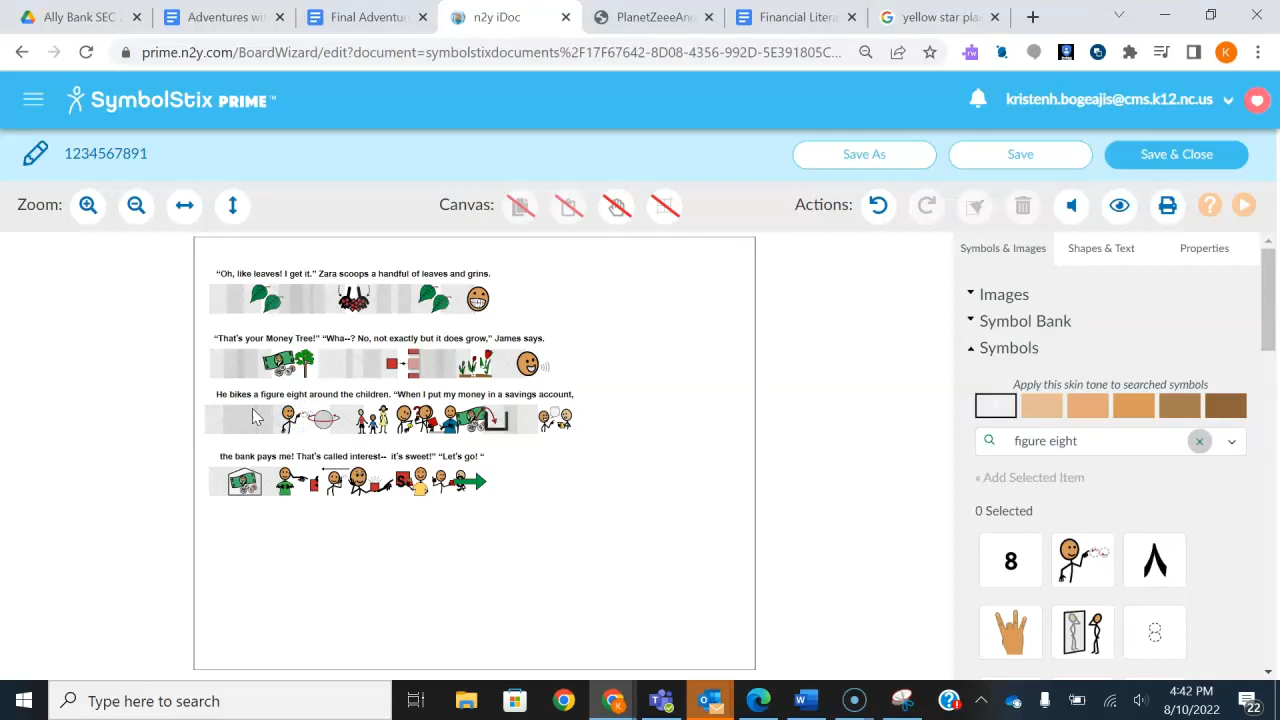 Ally Bank SEC
Adventures wi
Final Adventur
n2y iDoc
PlanetZeeeAn
Financial Litera
yellow star pla
prime.n2y.com/BoardWizard/edit?document=symbolstixdocuments%2F17F67642-8D08-4356-992D-5E391805C...
K
SymbolStix PRIME™
kristenh.bogeajis@cms.k12.nc.us
1234567891
Save As
Save
Save & Close
Zoom:
Canvas:
Actions:
Symbols & Images
Shapes & Text
Properties
“Oh, like leaves! I get it.” Zara scoops a handful of leaves and grins.
“That’s your Money Tree!” “Wha--? No, not exactly but it does grow,” James says.
He bikes a figure eight around the children. “When I put my money in a savings account,
the bank pays me! That’s called interest-- it’s sweet!” “Let’s go! “
Images
Symbol Bank
Symbols
Apply this skin tone to searched symbols
figure eight
« Add Selected Item
0 Selected
8
٨
8
Type here to search
4:42 PM
8/10/2022
22